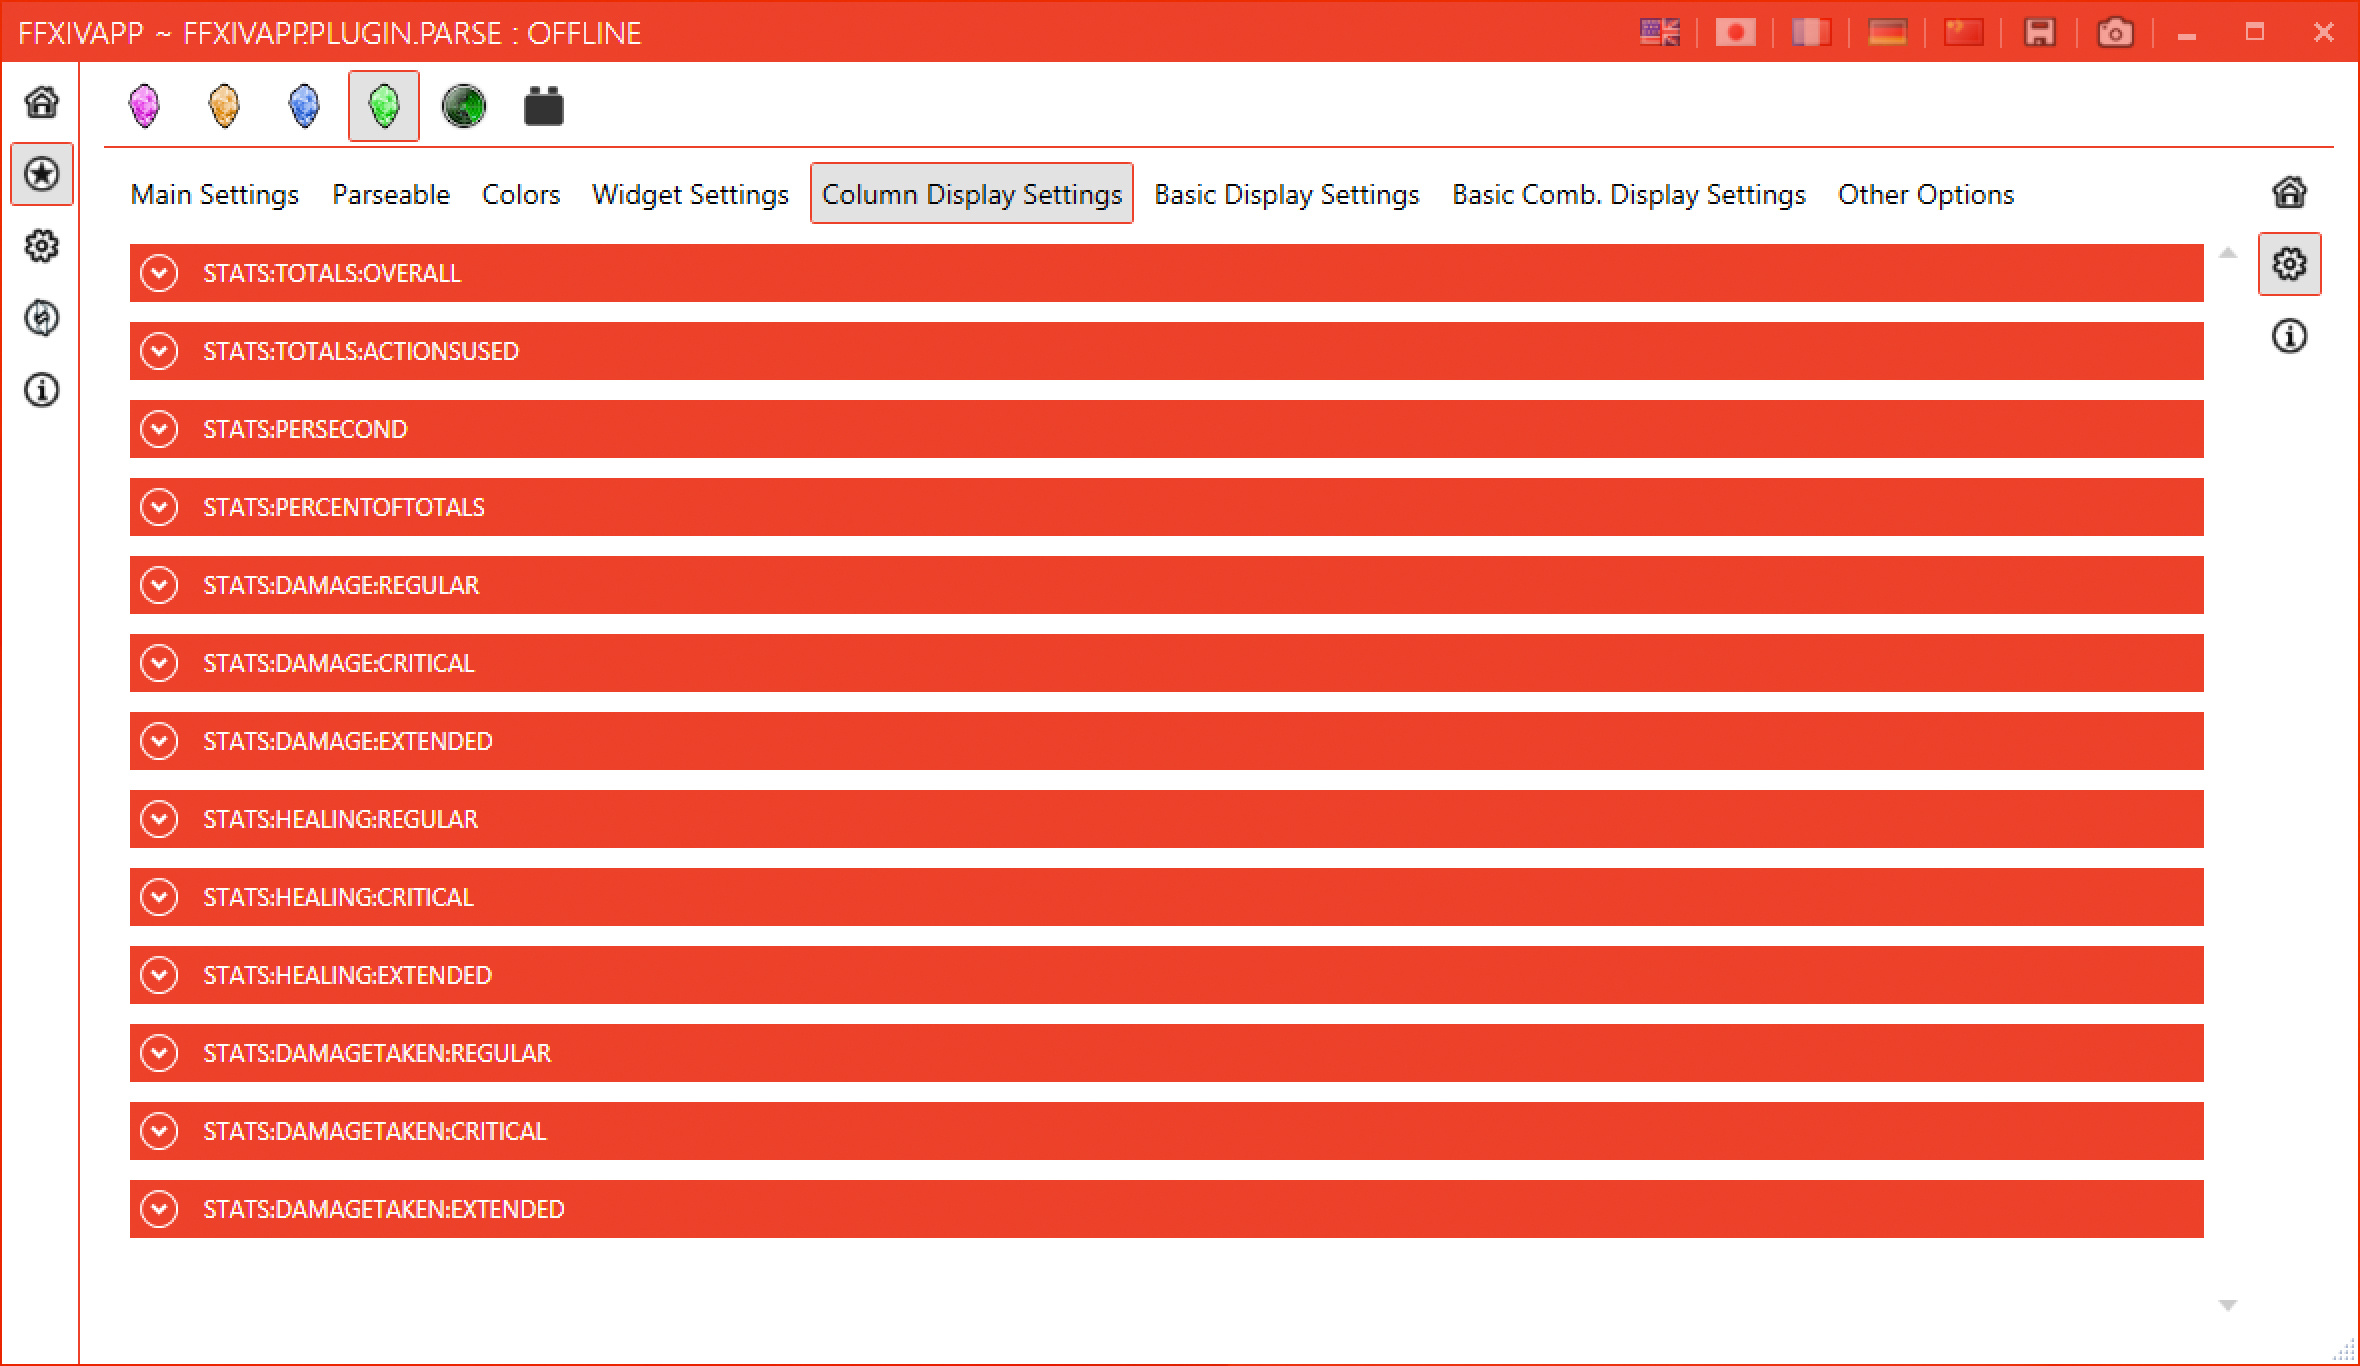 FFXIVAPP ~ FFXIVAPP.PLUGIN.PARSE : OFFLINE
Main Settings Parseable Colors Widget Settings Column Display Settings Basic Display Settings Basic Comb. Display Settings Other Options
STATS:TOTALS:OVERALL
STATS:TOTALS:ACTIONSUSED
STATS:PERSECOND
STATS:PERCENTOFTOTALS
STATS:DAMAGE:REGULAR
STATS:DAMAGE:CRITICAL
STATS:DAMAGE:EXTENDED
STATS:HEALING:REGULAR
STATS:HEALING:CRITICAL
STATS:HEALING:EXTENDED
STATS:DAMAGETAKEN:REGULAR
STATS:DAMAGETAKEN:CRITICAL
STATS:DAMAGETAKEN:EXTENDED